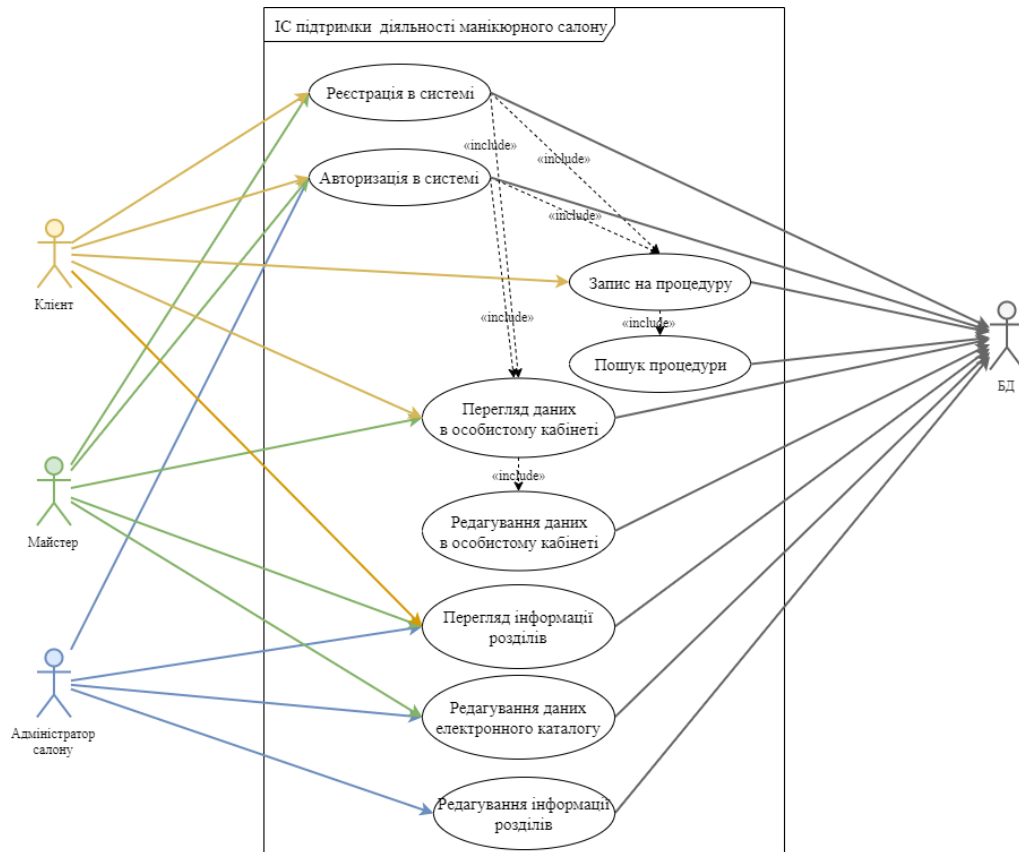 ІС підтримки діяльності манікюрного салону
Реєстрація в системі
«include»
«include»
Авторизація в системі
«include»
Клієнт
Запис на процедуру
«include»
«include»
Пошук процедури
БД
Перегляд даних
в особистому кабінеті
«include»
Майстер
Редагування даних
в особистому кабінеті
Перегляд інформації
розділів
Адміністратор
салону
Редагування даних
електронного каталогу
Редагування інформації
розділів